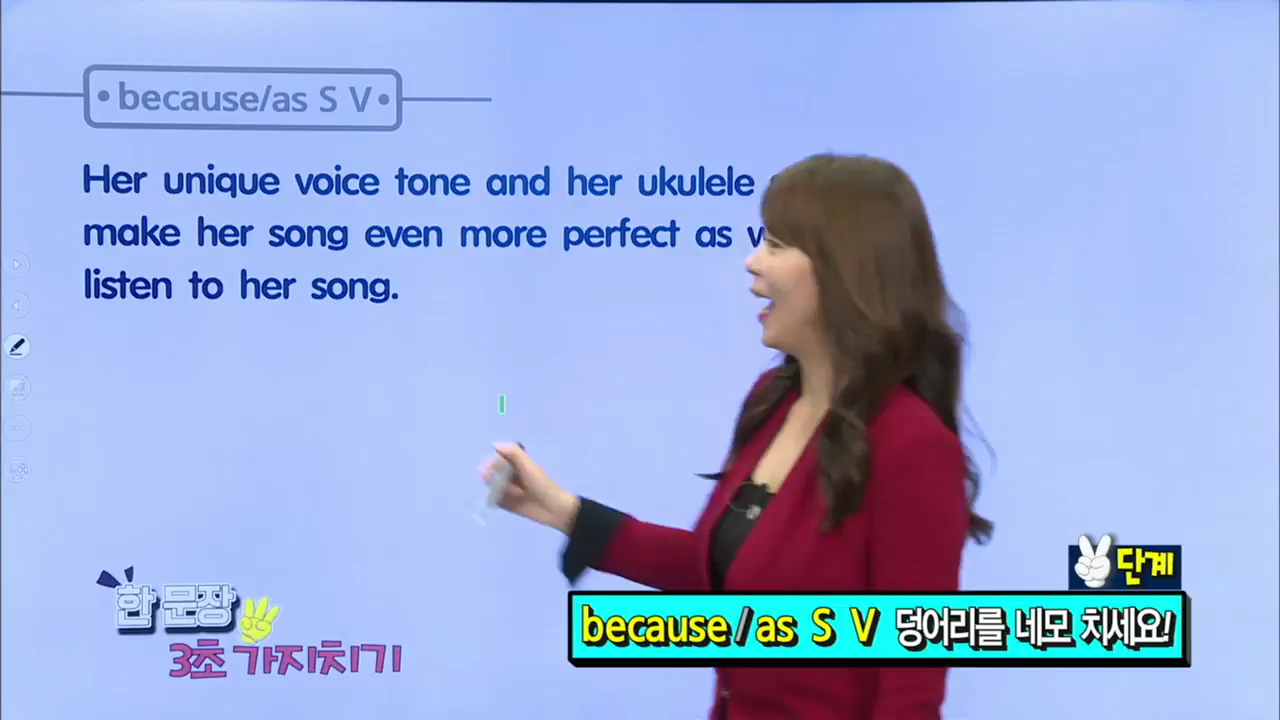 because/as S V
Her unique voice tone and her ukulele
make her song even more perfect as
listen to her song.
한 문장
3초 가지치기
단계
because/as S V 덩어리를 네모 치세요!